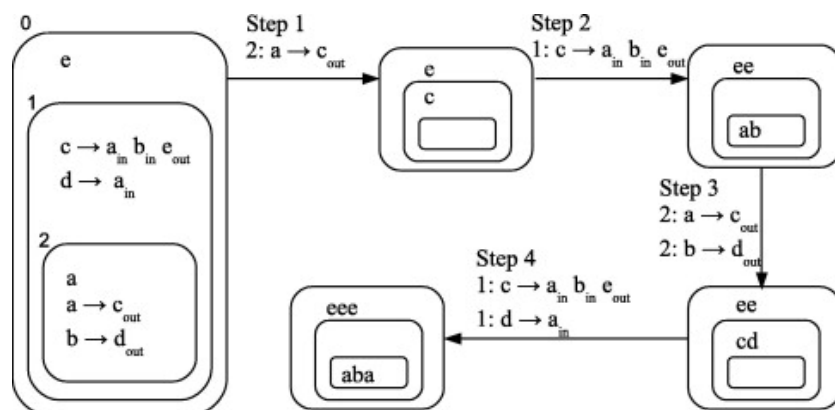 0
e
1
c → a_in b_in e_out
d → a_in
2
a
a → c_out
b → d_out
Step 1
2: a → c_out
e
c
Step 2
1: c → a_in b_in e_out
ee
ab
Step 3
2: a → c_out
2: b → d_out
ee
cd
Step 4
1: c → a_in b_in e_out
1: d → a_in
eee
aba